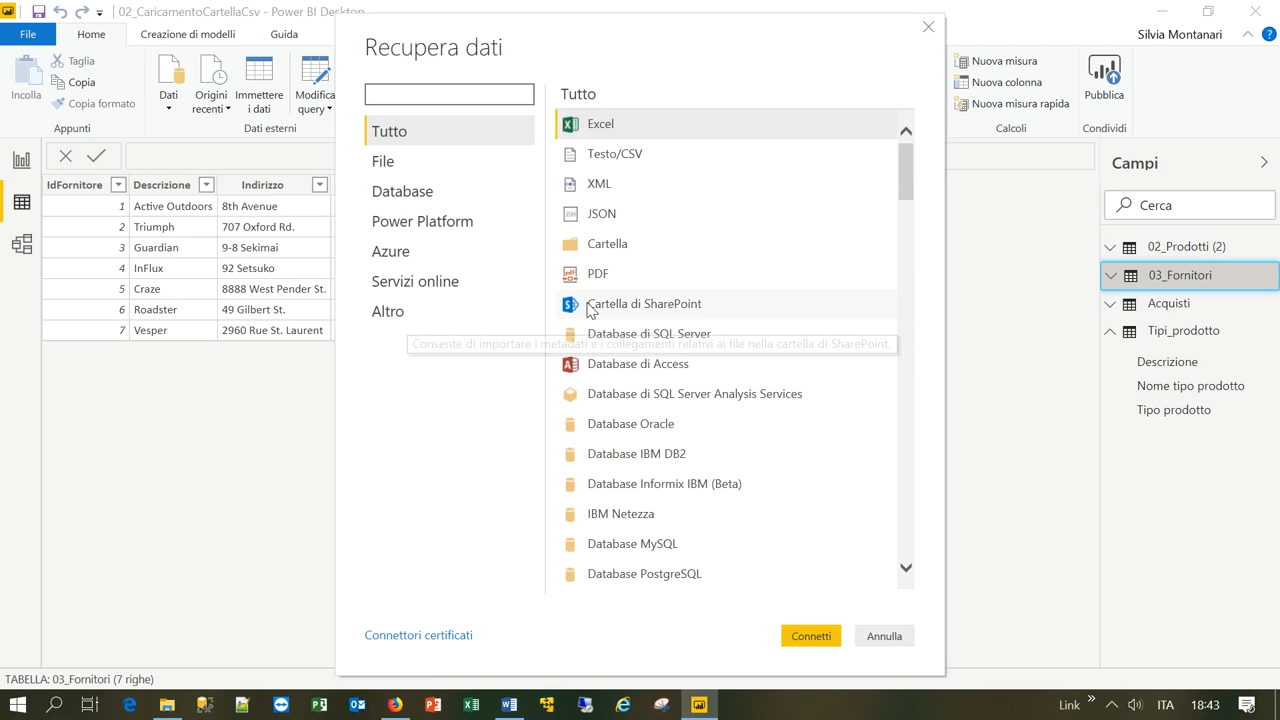 02_CaricamentoCartellaCsv - Power BI Desktop
File
Home
Creazione di modelli
Guida
Silvia Montanari
?
Incolla
Taglia
Copia
Copia formato
Appunti
Dati
Origini
recenti
Immettere
i dati
Modifica
query
Dati esterni
Nuova misura
Nuova colonna
Nuova misura rapida
Calcoli
Pubblica
Condividi
IdFornitore Descrizione Indirizzo
1 Active Outdoors 8th Avenue
2 Triumph 707 Oxford Rd.
3 Guardian 9-8 Sekimai
4 InFlux 92 Setsuko
5 Craze 8888 West Pender St.
6 Roadster 49 Gilbert St.
7 Vesper 2960 Rue St. Laurent
Recupera dati
Tutto
File
Database
Power Platform
Azure
Servizi online
Altro
Tutto
Excel
Testo/CSV
XML
JSON
Cartella
PDF
Cartella di SharePoint
Database di SQL Server
Consente di importare i metadati e i collegamenti relativi ai file nella cartella di SharePoint.
Database di Access
Database di SQL Server Analysis Services
Database Oracle
Database IBM DB2
Database Informix IBM (Beta)
IBM Netezza
Database MySQL
Database PostgreSQL
Connettori certificati
Connetti
Annulla
Campi
Cerca
02_Prodotti (2)
03_Fornitori
Acquisti
Tipi_prodotto
Descrizione
Nome tipo prodotto
Tipo prodotto
TABELLA: 03_Fornitori (7 righe)
Link
ITA
18:43